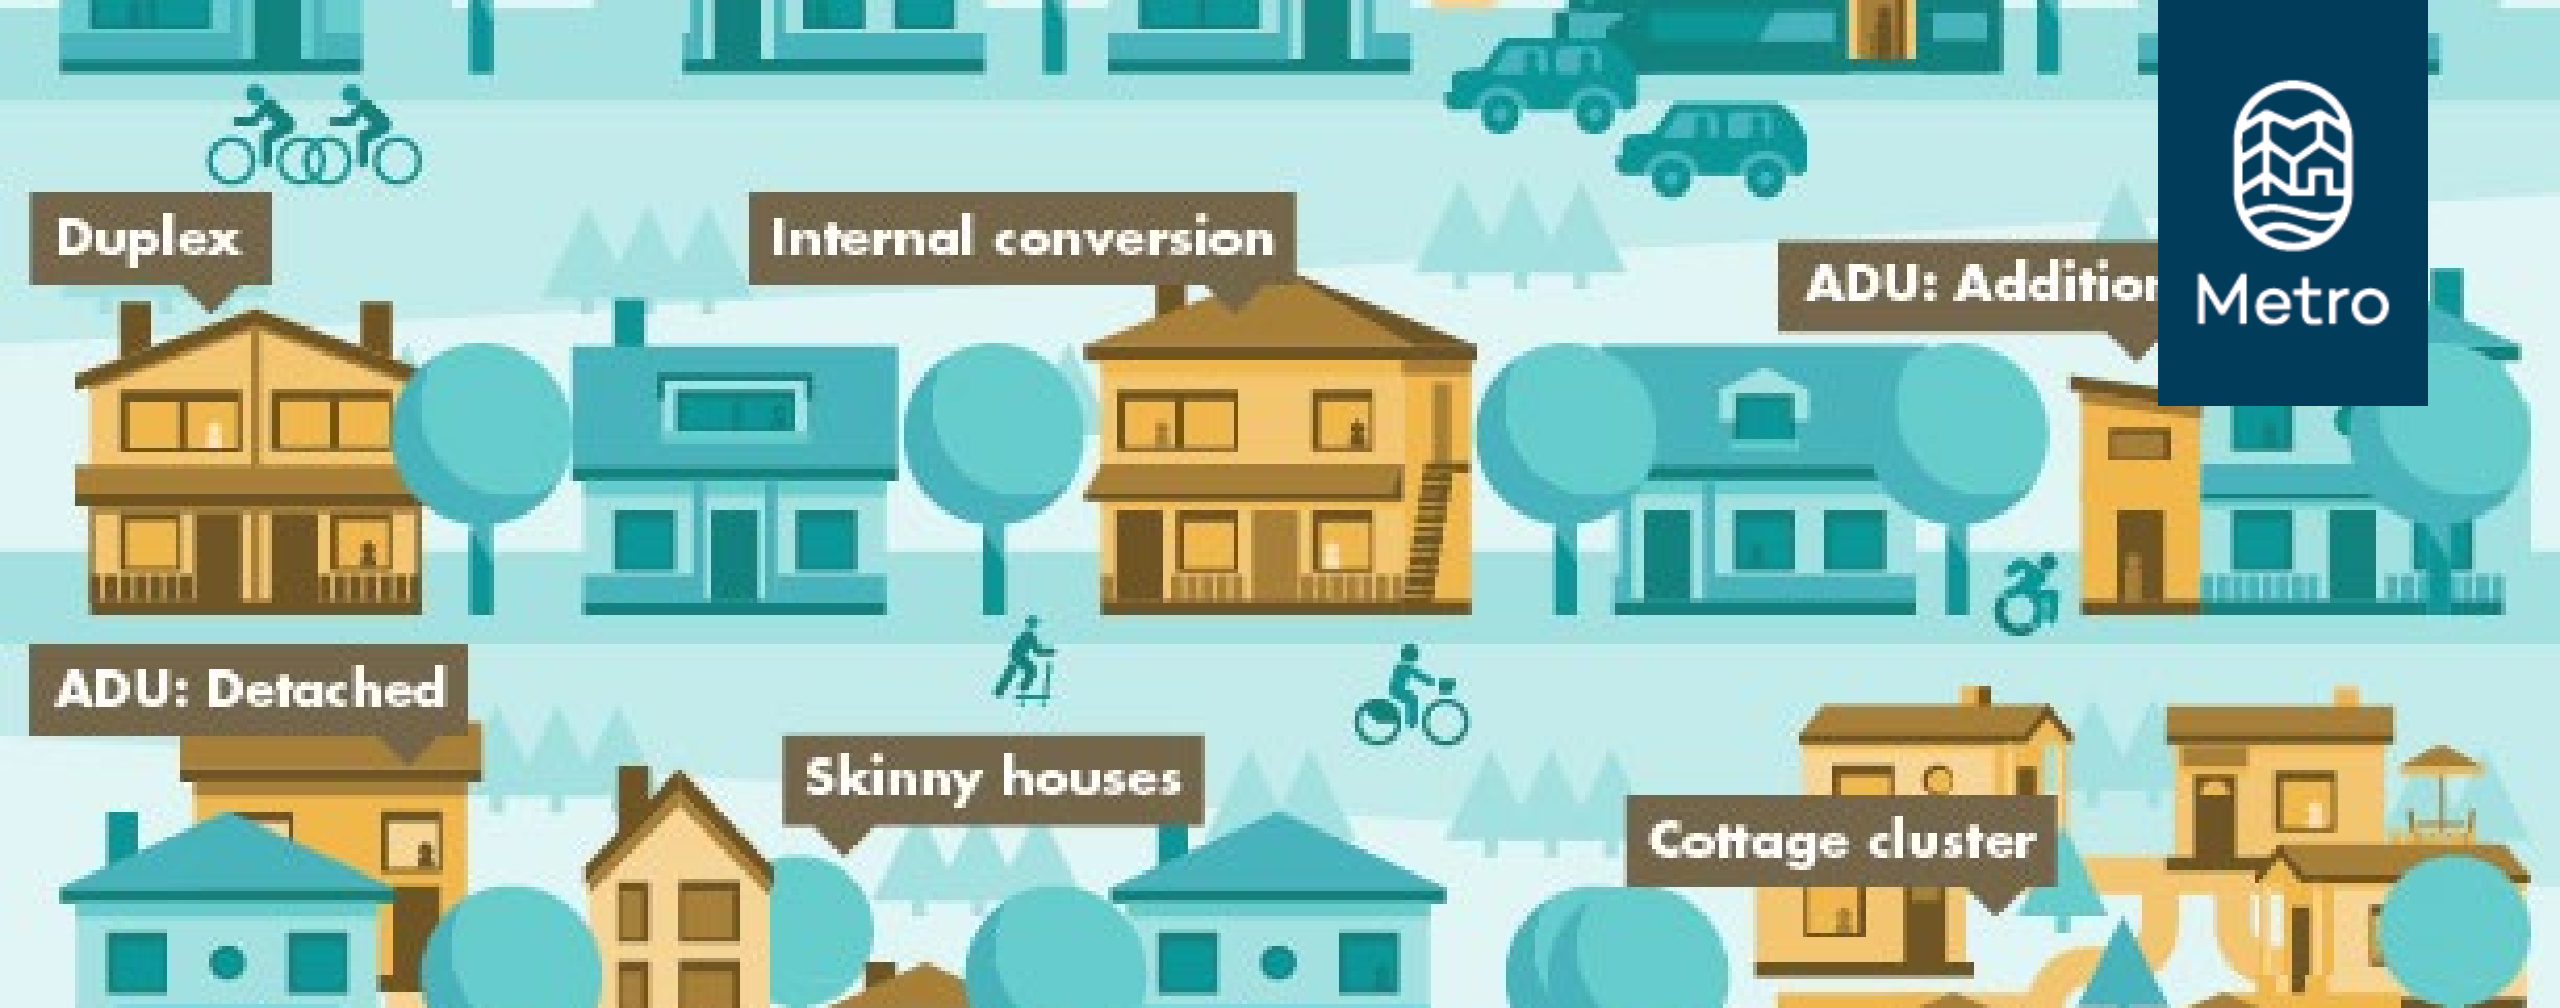 Duplex
Internal conversion
ADU: Addition
Metro
ADU: Detached
Skinny houses
Cottage cluster